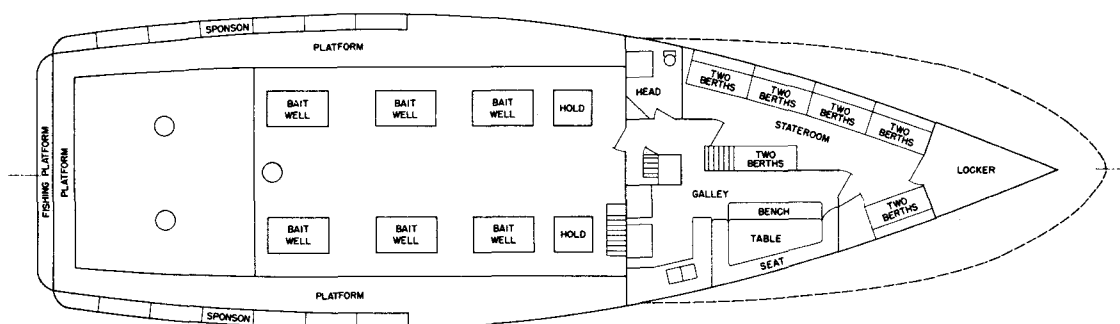 SPONSON
PLATFORM
FISHING PLATFORM
PLATFORM
BAIT
WELL
BAIT
WELL
BAIT
WELL
HOLD
HEAD
TWO
BERTHS
TWO
BERTHS
TWO
BERTHS
TWO
BERTHS
STATEROOM
TWO
BERTHS
LOCKER
GALLEY
TWO
BERTHS
BENCH
TABLE
SEAT
BAIT
WELL
BAIT
WELL
BAIT
WELL
HOLD
PLATFORM
SPONSON